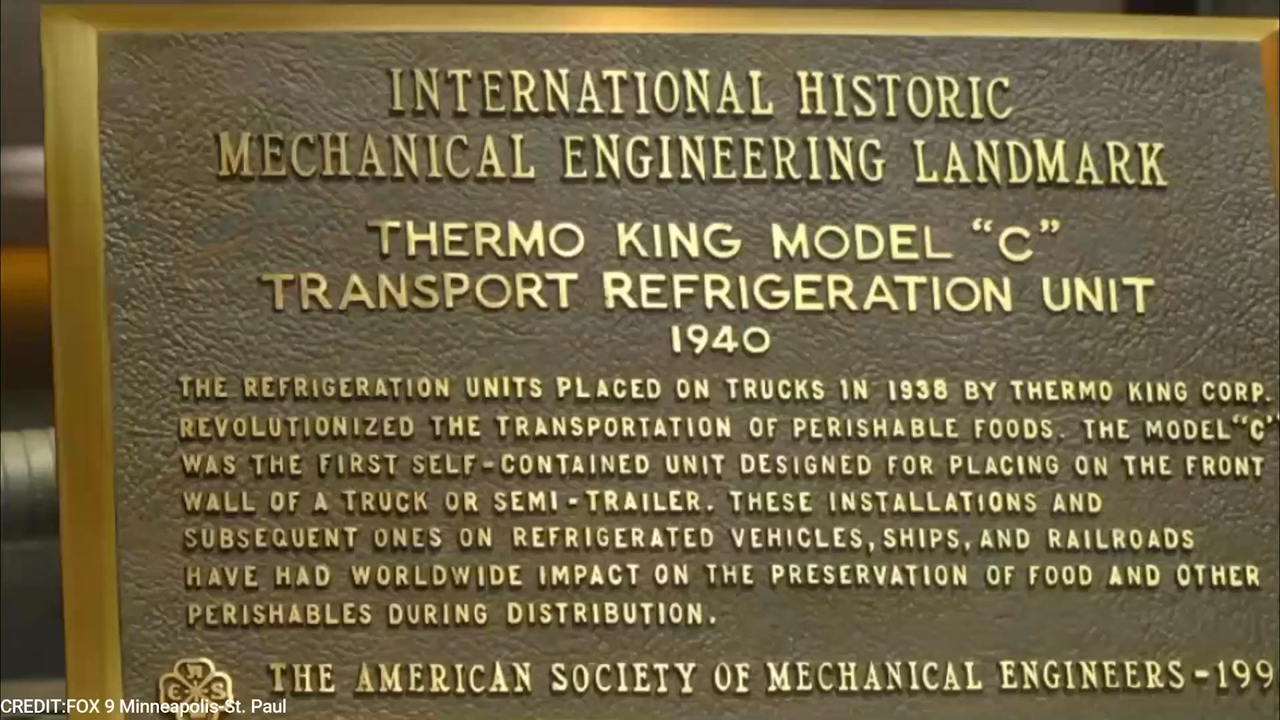 INTERNATIONAL HISTORIC
MECHANICAL ENGINEERING LANDMARK
THERMO KING MODEL "C"
TRANSPORT REFRIGERATION UNIT
1940
THE REFRIGERATION UNITS PLACED ON TRUCKS IN 1938 BY THERMO KING CORP.
REVOLUTIONIZED THE TRANSPORTATION OF PERISHABLE FOODS. THE MODEL "C"
WAS THE FIRST SELF-CONTAINED UNIT DESIGNED FOR PLACING ON THE FRONT
WALL OF A TRUCK OR SEMI-TRAILER. THESE INSTALLATIONS AND
SUBSEQUENT ONES ON REFRIGERATED VEHICLES, SHIPS, AND RAILROADS
HAVE HAD WORLDWIDE IMPACT ON THE PRESERVATION OF FOOD AND OTHER
PERISHABLES DURING DISTRIBUTION.
THE AMERICAN SOCIETY OF MECHANICAL ENGINEERS-199
CREDIT:FOX 9 Minneapolis-St. Paul